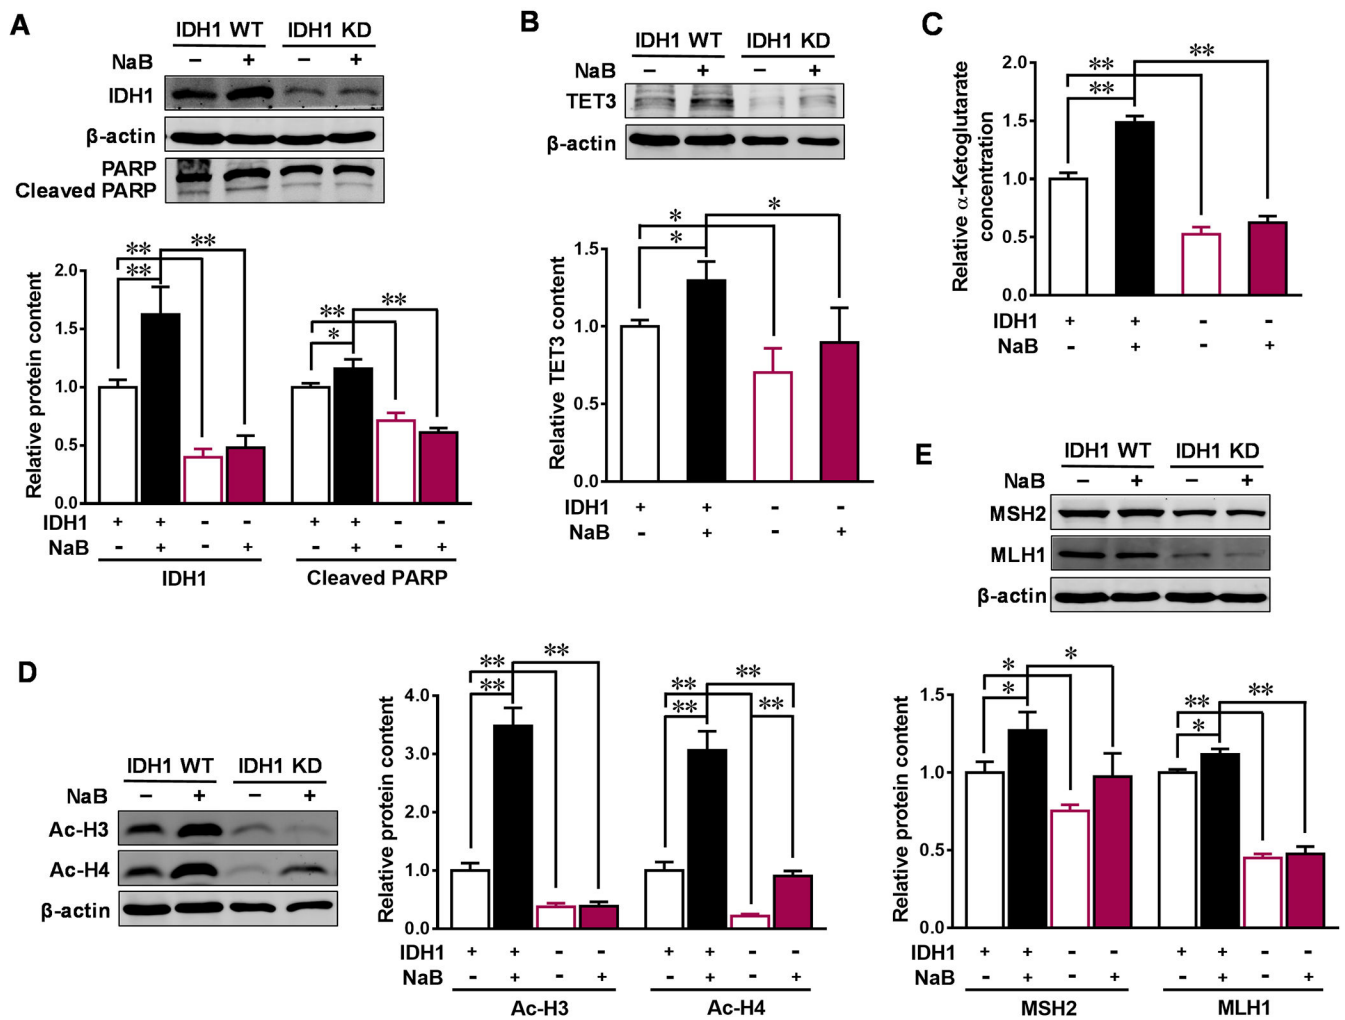 A
IDH1 WT IDH1 KD
NaB – + – +
IDH1
β-actin
PARP
Cleaved PARP
** ** ** ** * **
Relative protein content
2.0
1.5
1.0
0.5
0.0
IDH1 + + - - + + - -
NaB - + - + - + - +
IDH1 Cleaved PARP
B
IDH1 WT IDH1 KD
NaB – + – +
TET3
β-actin
* * *
Relative TET3 content
1.5
1.0
0.5
0.0
IDH1 + + - -
NaB - + - +
C
** ** **
Relative α-Ketoglutarate
concentration
2.0
1.5
1.0
0.5
0.0
IDH1 + + - -
NaB - + - +
D
IDH1 WT IDH1 KD
NaB – + – +
Ac-H3
Ac-H4
β-actin
** ** ** ** ** ** **
Relative protein content
4.0
3.0
2.0
1.0
0.0
IDH1 + + - - + + - -
NaB - + - + - + - +
Ac-H3 Ac-H4
E
IDH1 WT IDH1 KD
NaB – + – +
MSH2
MLH1
β-actin
* * * ** * **
Relative protein content
1.5
1.0
0.5
0.0
IDH1 + + - - + + - -
NaB - + - + - + - +
MSH2 MLH1